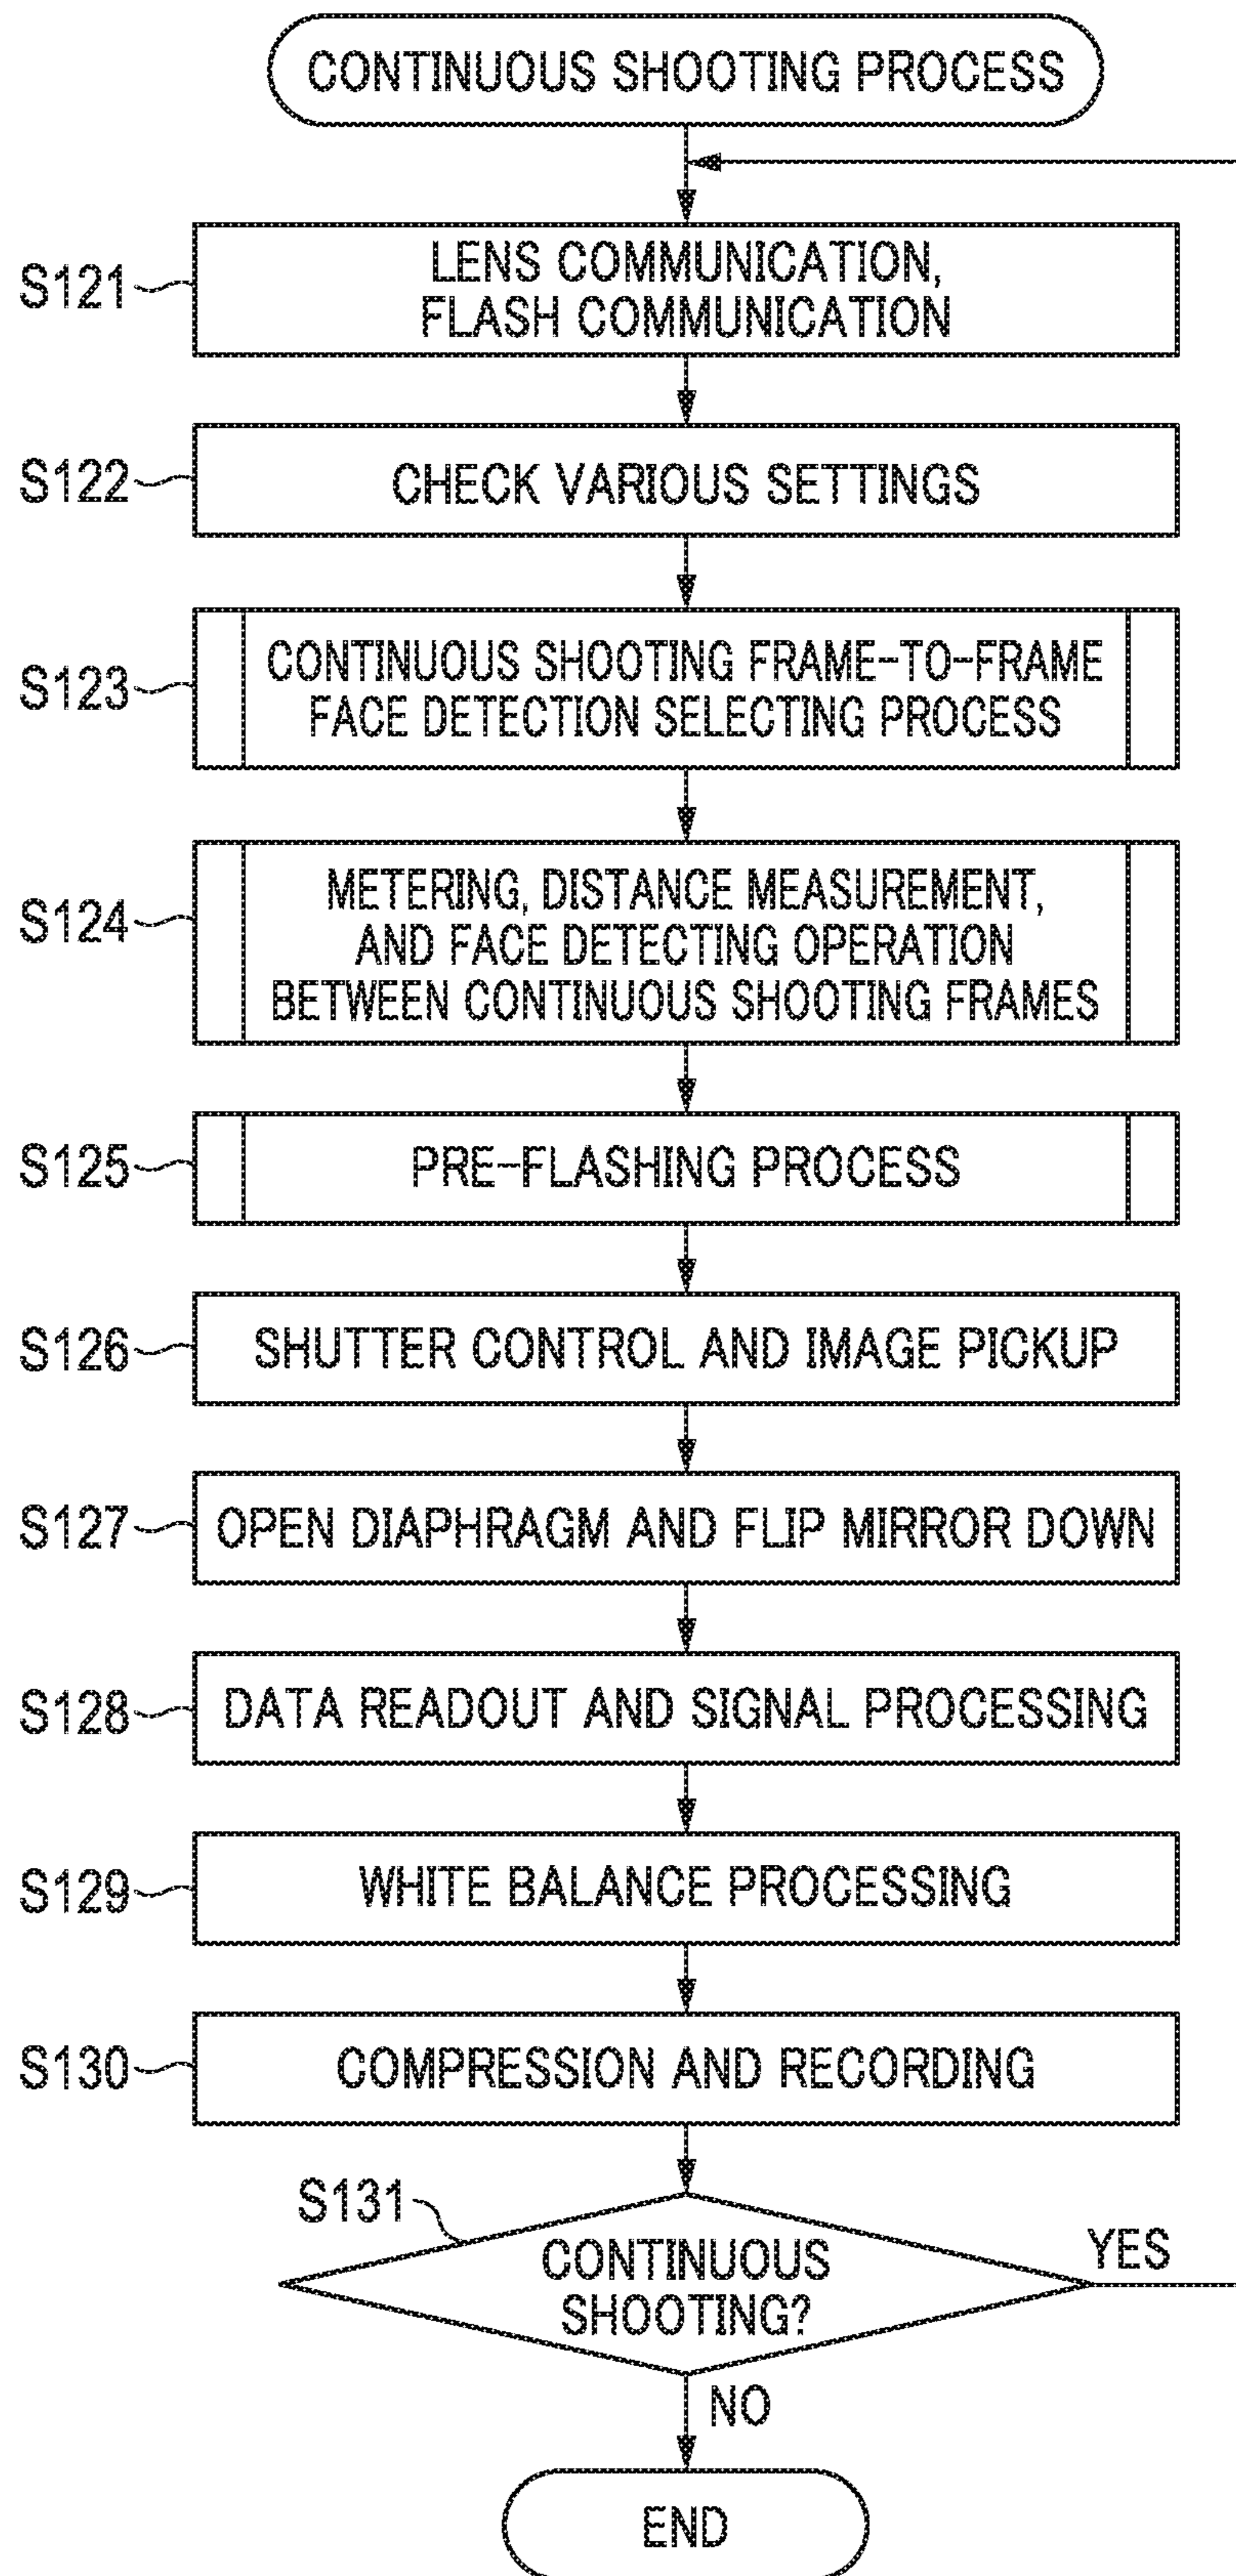 CONTINUOUS SHOOTING PROCESS
S121
LENS COMMUNICATION,
FLASH COMMUNICATION
S122
CHECK VARIOUS SETTINGS
S123
CONTINUOUS SHOOTING FRAME-TO-FRAME
FACE DETECTION SELECTING PROCESS
S124
METERING, DISTANCE MEASUREMENT,
AND FACE DETECTING OPERATION
BETWEEN CONTINUOUS SHOOTING FRAMES
S125
PRE-FLASHING PROCESS
S126
SHUTTER CONTROL AND IMAGE PICKUP
S127
OPEN DIAPHRAGM AND FLIP MIRROR DOWN
S128
DATA READOUT AND SIGNAL PROCESSING
S129
WHITE BALANCE PROCESSING
S130
COMPRESSION AND RECORDING
S131
CONTINUOUS
SHOOTING?
YES
NO
END